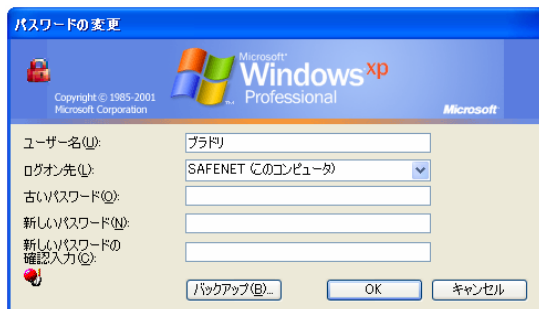 パスワードの変更
Microsoft®
Windows xp
Professional
Copyright © 1985-2001
Microsoft Corporation
Microsoft
ユーザー名(U):
ブラドリ
ログオン先(L):
SAFENET (このコンピュータ)
古いパスワード(O):
新しいパスワード(N):
新しいパスワードの
確認入力(C):
バックアップ(B)...
OK
キャンセル